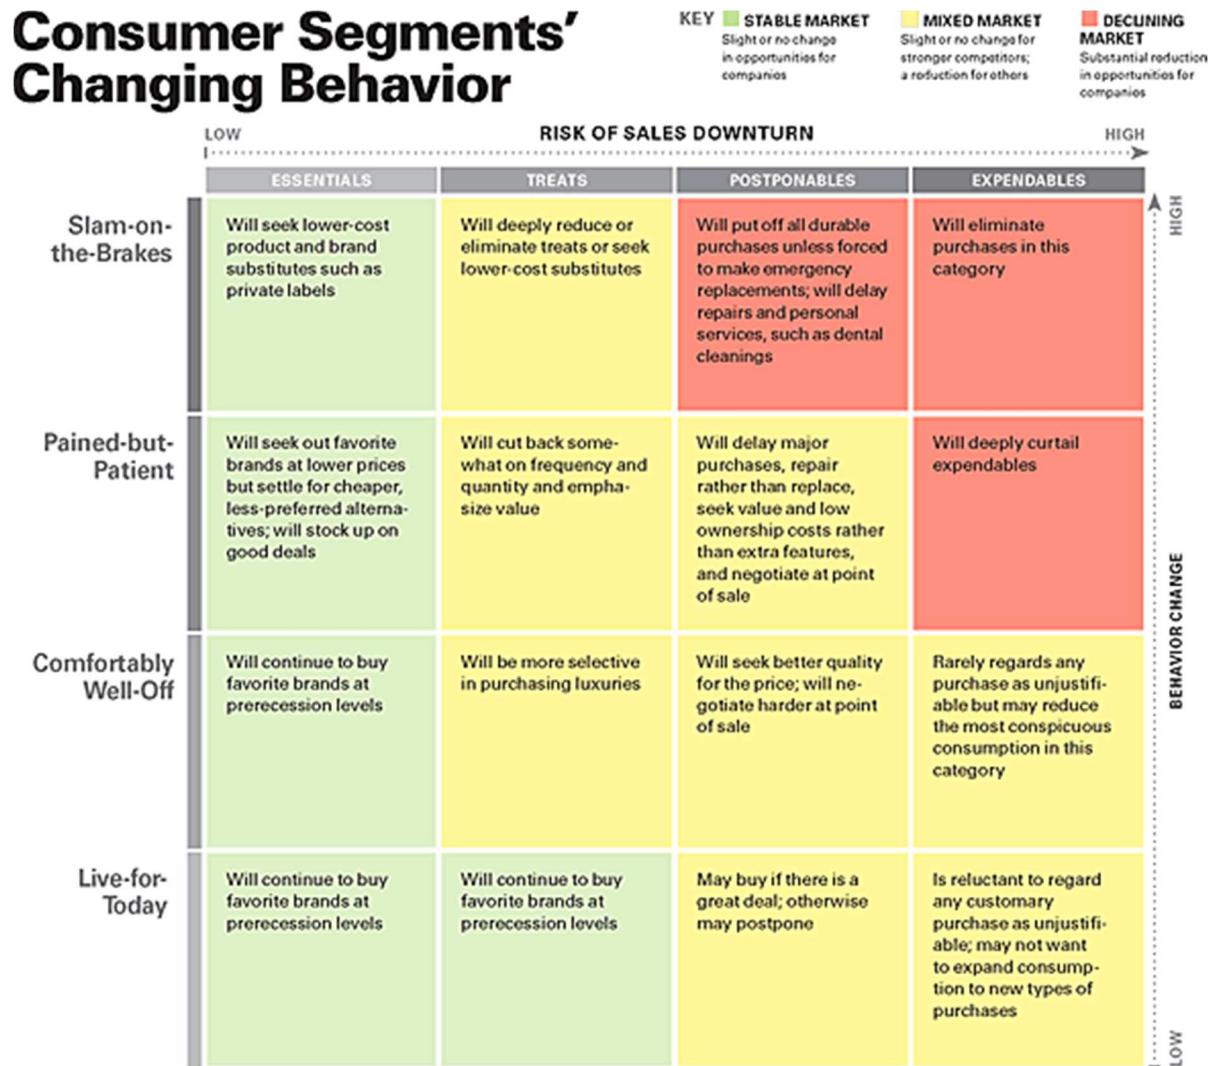 Consumer Segments’
Changing Behavior
KEY
STABLE MARKET
Slight or no change
in opportunities for
companies
MIXED MARKET
Slight or no change for
stronger competitors;
a reduction for others
DECLINING
MARKET
Substantial reduction
in opportunities for
companies
LOW
RISK OF SALES DOWNTURN
HIGH
ESSENTIALS
TREATS
POSTPONABLES
EXPENDABLES
Slam-on-
the-Brakes
Will seek lower-cost
product and brand
substitutes such as
private labels
Will deeply reduce or
eliminate treats or seek
lower-cost substitutes
Will put off all durable
purchases unless forced
to make emergency
replacements; will delay
repairs and personal
services, such as dental
cleanings
Will eliminate
purchases in this
category
HIGH
Pained-but-
Patient
Will seek out favorite
brands at lower prices
but settle for cheaper,
less-preferred alterna-
tives; will stock up on
good deals
Will cut back some-
what on frequency and
quantity and empha-
size value
Will delay major
purchases, repair
rather than replace,
seek value and low
ownership costs rather
than extra features,
and negotiate at point
of sale
Will deeply curtail
expendables
BEHAVIOR CHANGE
Comfortably
Well-Off
Will continue to buy
favorite brands at
prerecession levels
Will be more selective
in purchasing luxuries
Will seek better quality
for the price; will ne-
gotiate harder at point
of sale
Rarely regards any
purchase as unjustifi-
able but may reduce
the most conspicuous
consumption in this
category
Live-for-
Today
Will continue to buy
favorite brands at
prerecession levels
Will continue to buy
favorite brands at
prerecession levels
May buy if there is a
great deal; otherwise
may postpone
Is reluctant to regard
any customary
purchase as unjustifi-
able; may not want
to expand consump-
tion to new types of
purchases
LOW